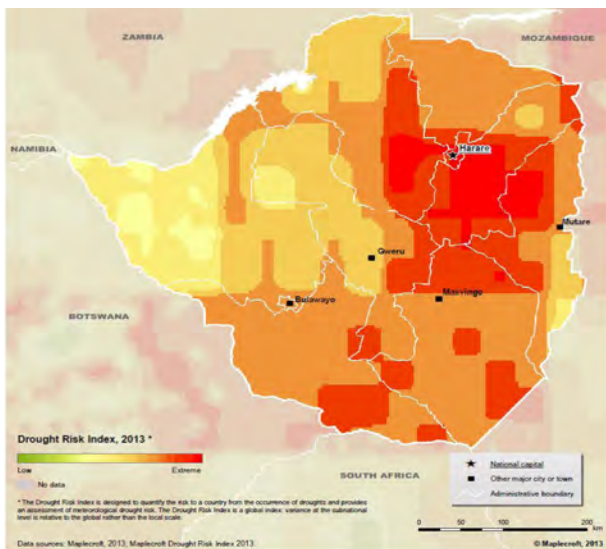 ZAMBIA
MOZAMBIQUE
NAMIBIA
Harare
Mutare
Gweru
Bulawayo
Masvingo
BOTSWANA
Drought Risk Index, 2013 *
Low
Extreme
No data
SOUTH AFRICA
National capital
Other major city or town
Administrative boundary
* The Drought Risk Index is designed to quantify the risk to a country from the occurrence of droughts and provides
an assessment of meteorological drought risk. The Drought Risk Index is a global index: variance at the subnational
level is relative to the global rather than the local scale.
0
100
200
km
Data sources: Maplecroft, 2013; Maplecroft Drought Risk Index 2013.
© Maplecroft, 2013